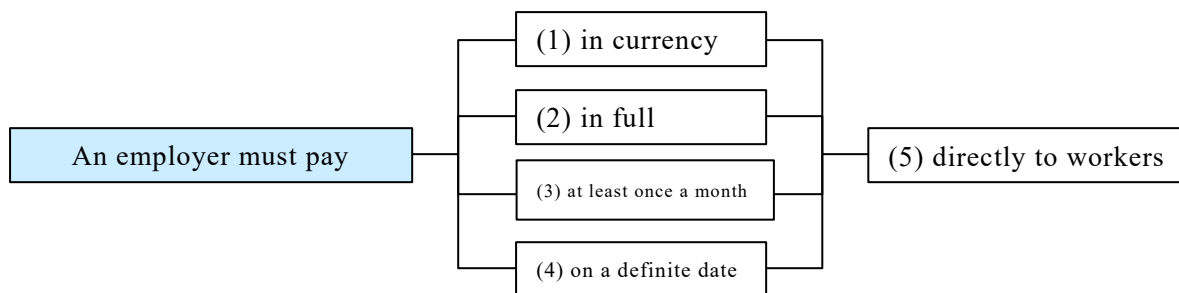 An employer must pay
(1) in currency
(2) in full
(3) at least once a month
(4) on a definite date
(5) directly to workers